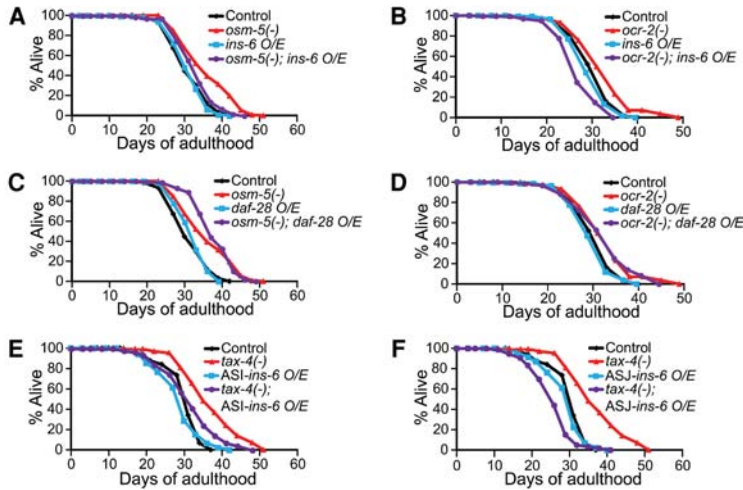 A
% Alive
100
80
60
40
20
0
0 10 20 30 40 50 60
Days of adulthood
Control
osm-5(-)
ins-6 O/E
osm-5(-); ins-6 O/E
B
% Alive
100
80
60
40
20
0
0 10 20 30 40 50
Days of adulthood
Control
ocr-2(-)
ins-6 O/E
ocr-2(-); ins-6 O/E
C
% Alive
100
80
60
40
20
0
0 10 20 30 40 50 60
Days of adulthood
Control
osm-5(-)
daf-28 O/E
osm-5(-); daf-28 O/E
D
% Alive
100
80
60
40
20
0
0 10 20 30 40 50
Days of adulthood
Control
ocr-2(-)
daf-28 O/E
ocr-2(-); daf-28 O/E
E
% Alive
100
80
60
40
20
0
0 10 20 30 40 50 60
Days of adulthood
Control
tax-4(-)
ASI-ins-6 O/E
tax-4(-);
ASI-ins-6 O/E
F
% Alive
100
80
60
40
20
0
0 10 20 30 40 50 60
Days of adulthood
Control
tax-4(-)
ASJ-ins-6 O/E
tax-4(-);
ASJ-ins-6 O/E